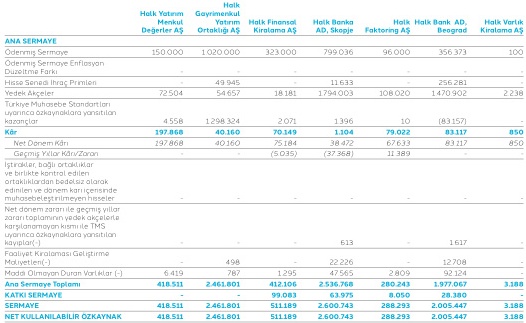 Halk Yatırım Menkul Değerler AŞ | Halk Gayrimenkul Yatırım Ortaklığı AŞ | Halk Finansal Kiralama AŞ | Halk Banka AD, Skopje | Halk Faktoring AŞ | Halk Bank AD, Beograd | Halk Varlık Kiralama AŞ
ANA SERMAYE
Ödenmiş Sermaye 150.000 1.020.000 323.000 799.036 96.000 356.373 100
Ödenmiş Sermaye Enflasyon
Düzeltme Farkı - - - - - - -
Hisse Senedi İhraç Primleri - 49.945 - 11.633 - 256.281 -
Yedek Akçeler 72.504 54.657 18.181 1.794.003 108.020 1.470.902 2.238
Türkiye Muhasebe Standartları
uyarınca özkaynaklara yansıtılan
kazançlar 4.558 1.298.324 2.071 1.396 10 (83.157) -
Kâr 197.868 40.160 70.149 1.104 79.022 83.117 850
Net Dönem Kârı 197.868 40.160 75.184 38.472 67.633 83.117 850
Geçmiş Yıllar Kârı/Zararı - - (5.035) (37.368) 11.389 - -
İştirakler, bağlı ortaklıklar
ve birlikte kontrol edilen
ortaklıklardan bedelsiz olarak
edinilen ve dönem kârı içerisinde
muhasebeleştirilmeyen hisseler - - - - - - -
Net dönem zararı ile geçmiş yıllar
zararı toplamının yedek akçelerle
karşılanamayan kısmı ile TMS
uyarınca özkaynaklara yansıtılan
kayıplar(-) - - - 613 - 1.617 -
Faaliyet Kiralaması Geliştirme
Maliyetleri(-) - 498 - 22.226 - 12.708 -
Maddi Olmayan Duran Varlıklar (-) 6.419 787 1.295 47.565 2.809 92.124 -
Ana Sermaye Toplamı 418.511 2.461.801 412.106 2.536.768 280.243 1.977.067 3.188
KATKI SERMAYE - - 99.083 63.975 8.050 28.380 -
SERMAYE 418.511 2.461.801 511.189 2.600.743 288.293 2.005.447 3.188
NET KULLANILABİLİR ÖZKAYNAK 418.511 2.461.801 511.189 2.600.743 288.293 2.005.447 3.188